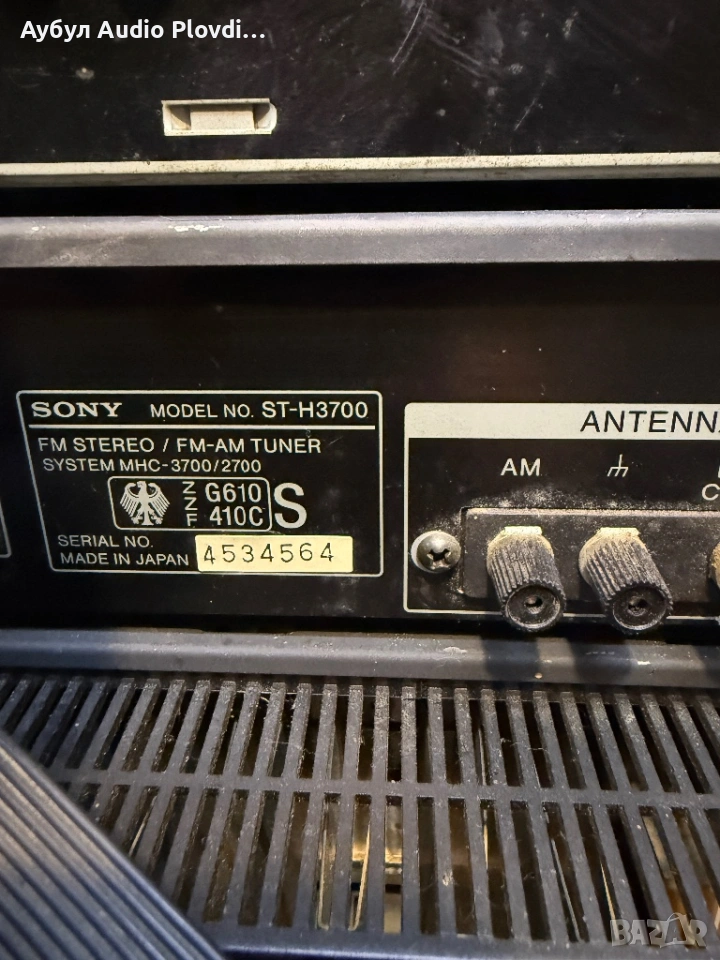 Аубул Audio Plovdi...
SONY MODEL NO. ST-H3700
FM STEREO / FM-AM TUNER
SYSTEM MHC-3700/2700
Z Z F G610 410C S
SERIAL NO. 4534564
MADE IN JAPAN
ANTENNA
AM
BAZAR